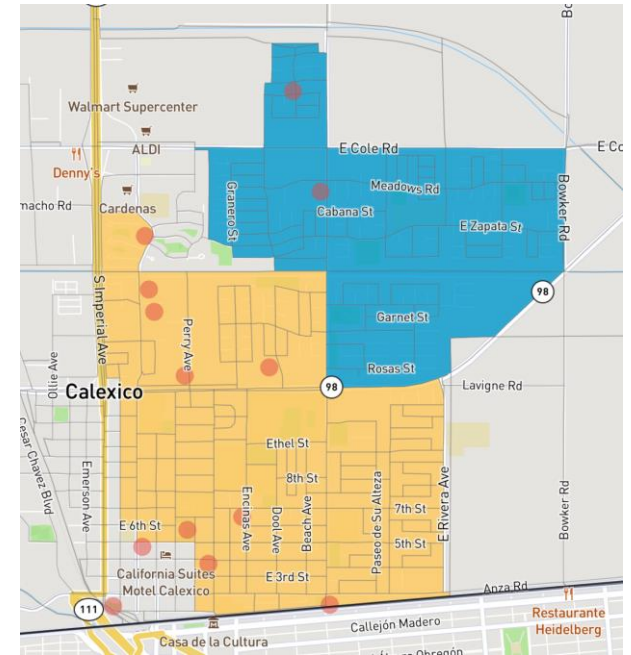 Bo
Walmart Supercenter
ALDI
E Cole Rd
E Co
Denny's
macho Rd
Cardenas
Granero St
Meadows Rd
Cabana St
E Zapata St
Bowker Rd
S Imperial Ave
98
Garnet St
Perry Ave
Ollie Ave
Rosas St
98
Lavigne Rd
Calexico
Cesar Chavez Blvd
Emerson Ave
Ethel St
8th St
Encinas Ave
Dool Ave
Beach Ave
Paseo de Su Alteza
7th St
5th St
E Rivera Ave
Bowker Rd
E 6th St
California Suites
Motel Calexico
E 3rd St
Anza Rd
111
Restaurante
Heidelberg
Callejón Madero
Casa de la Cultura
Obregón